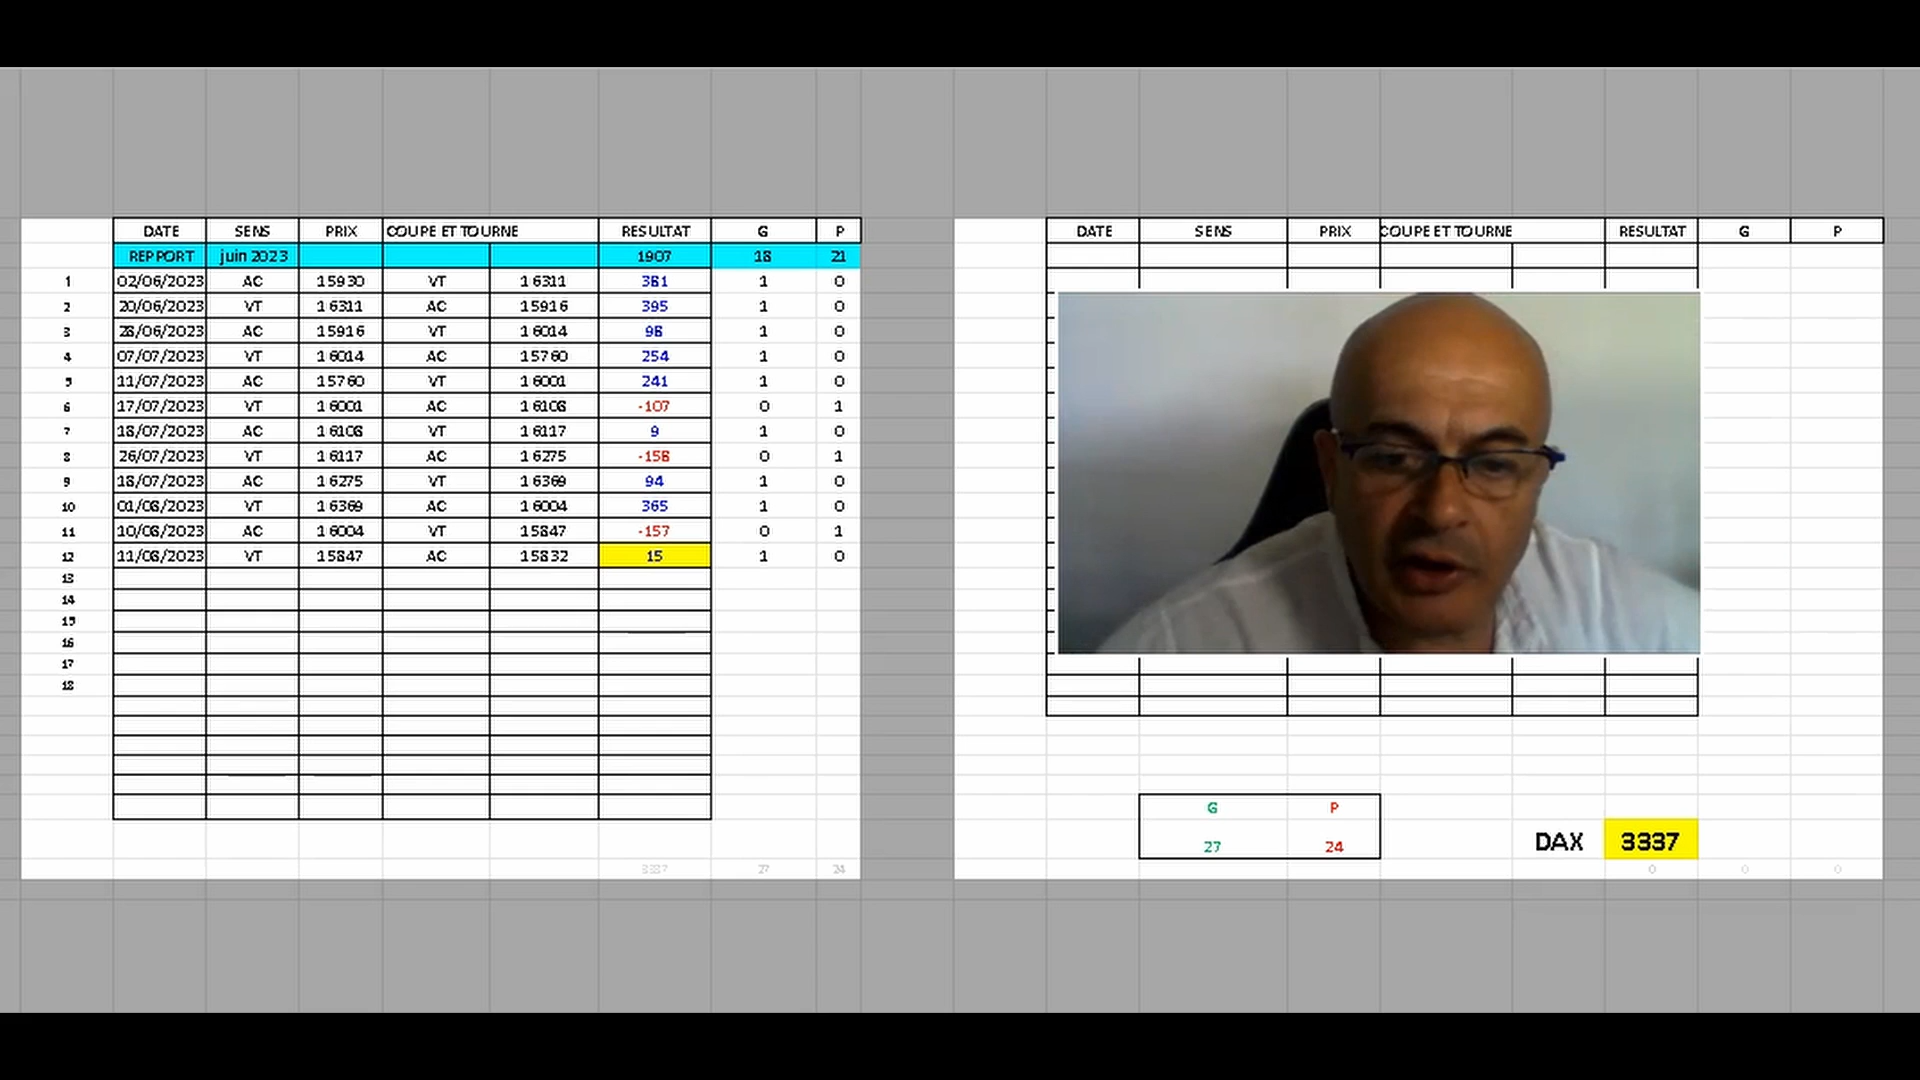 DATE SENS PRIX COUPE ET TOURNE RESULTAT G P
REPPORT juin 2023 1907 18 21
1 02/06/2023 AC 15930 VT 16311 381 1 0
2 20/06/2023 VT 16311 AC 15916 395 1 0
3 28/06/2023 AC 15916 VT 16014 98 1 0
4 07/07/2023 VT 16014 AC 15760 254 1 0
5 11/07/2023 AC 15760 VT 16001 241 1 0
6 17/07/2023 VT 16001 AC 16108 -107 0 1
7 18/07/2023 AC 16108 VT 16117 9 1 0
8 26/07/2023 VT 16117 AC 16275 -158 0 1
9 18/07/2023 AC 16275 VT 16369 94 1 0
10 01/08/2023 VT 16369 AC 16004 365 1 0
11 10/08/2023 AC 16004 VT 15847 -157 0 1
12 11/08/2023 VT 15847 AC 15832 15 1 0
13
14
15
16
17
18
3337 27 24
DATE SENS PRIX COUPE ET TOURNE RESULTAT G P
G P
27 24
DAX 3337
0 0 0